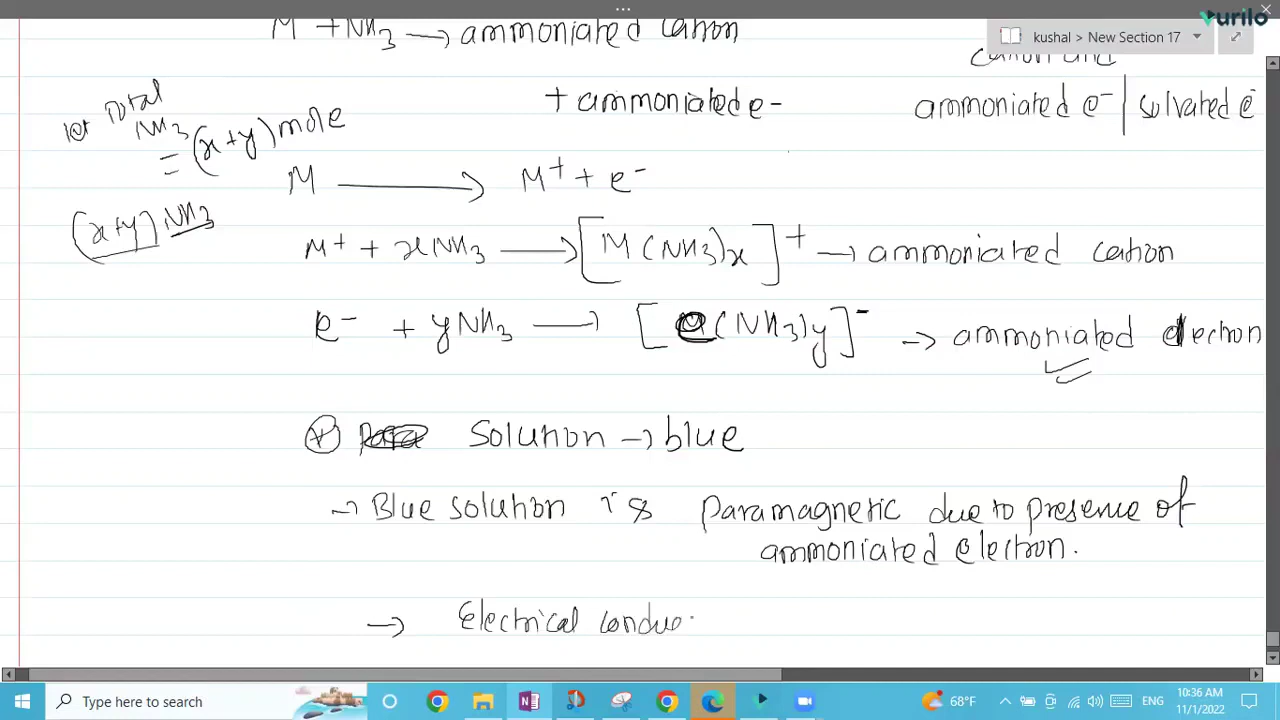 vurilo
kushal > New Section 17
M + NH3 → ammoniated cation
cation and
+ ammoniated e-
ammoniated e- | solvated e-
let Total
NH3
= (x+y) mole
M → M+ + e-
(x+y) NH3
M+ + xNH3 → [M(NH3)x]+ → ammoniated cation
e- + yNH3 → [e(NH3)y]- → ammoniated electron
* Solution → blue
→ Blue solution is paramagnetic due to presence of
ammoniated electron.
→ Electrical conduc
Type here to search
68°F
ENG
10:36 AM
11/1/2022